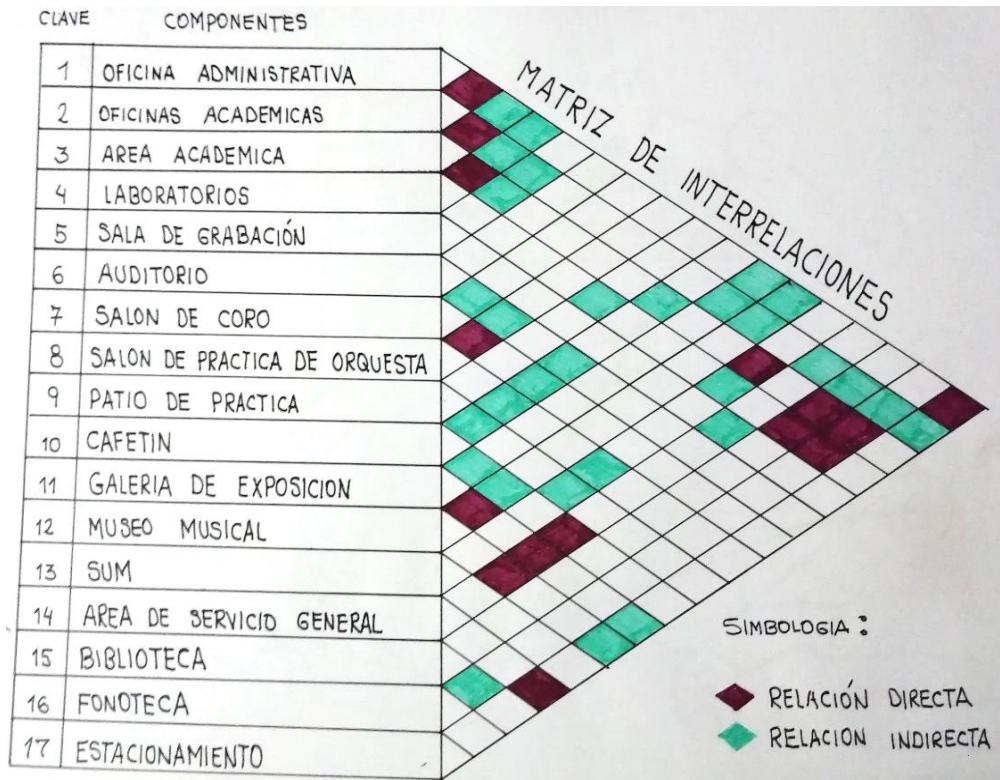 CLAVE COMPONENTES
MATRIZ DE INTERRELACIONES
1 OFICINA ADMINISTRATIVA
2 OFICINAS ACADEMICAS
3 AREA ACADEMICA
4 LABORATORIOS
5 SALA DE GRABACIÓN
6 AUDITORIO
7 SALON DE CORO
8 SALON DE PRACTICA DE ORQUESTA
9 PATIO DE PRACTICA
10 CAFETIN
11 GALERIA DE EXPOSICION
12 MUSEO MUSICAL
13 SUM
14 AREA DE SERVICIO GENERAL
15 BIBLIOTECA
16 FONOTECA
17 ESTACIONAMIENTO
SIMBOLOGIA :
RELACIÓN DIRECTA
RELACION INDIRECTA